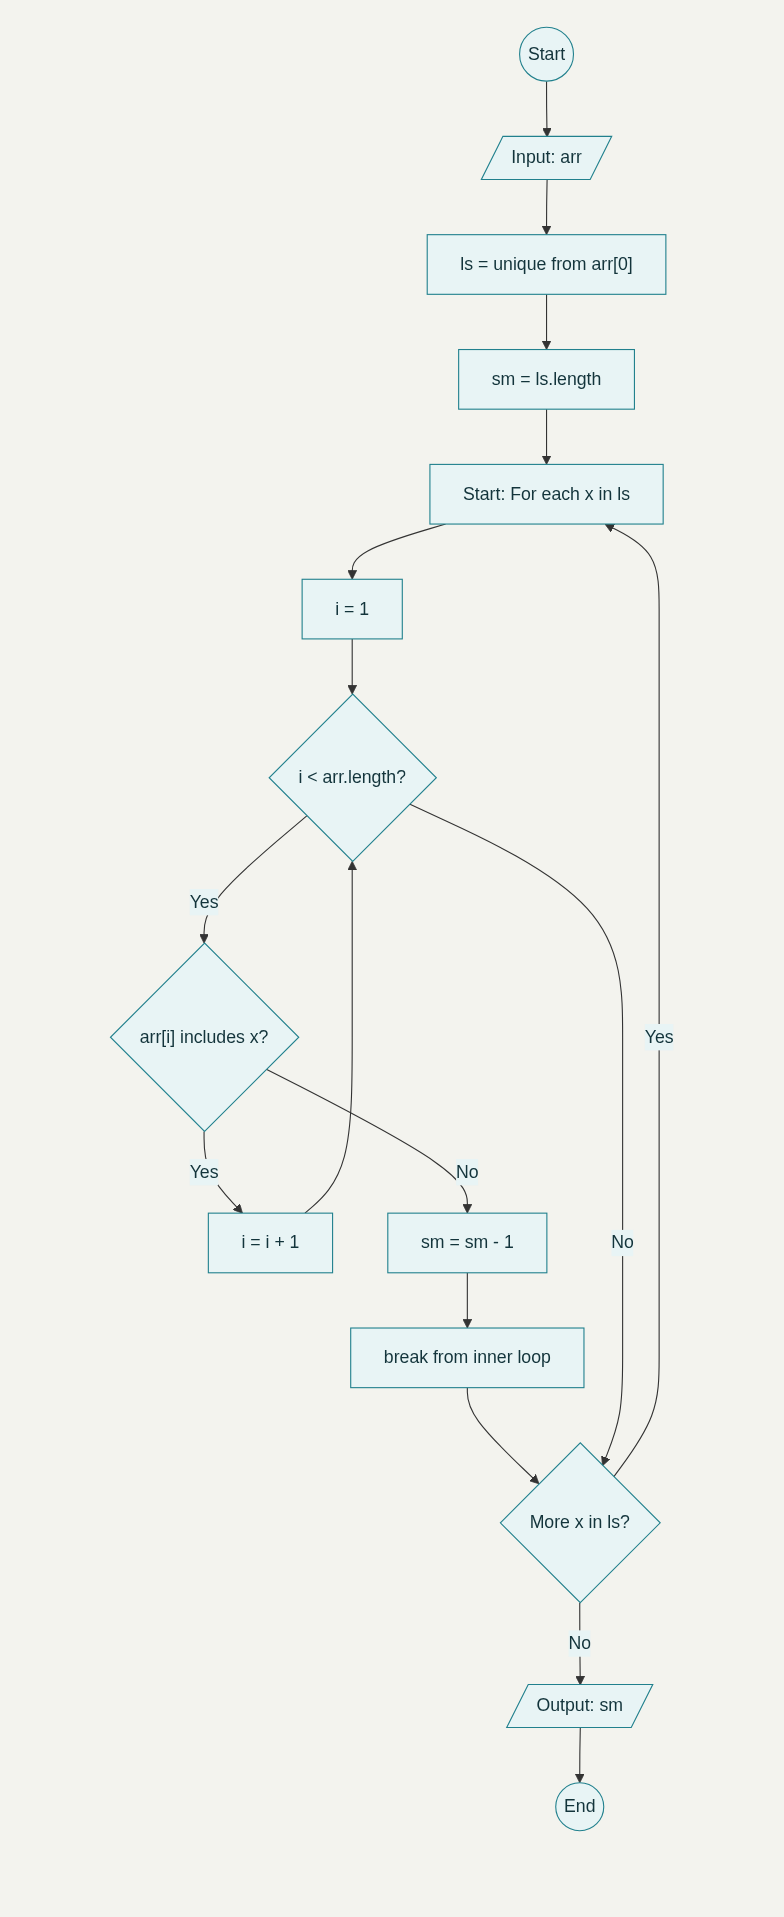 Start
Input: arr
ls = unique from arr[0]
sm = ls.length
Start: For each x in ls
i = 1
i < arr.length?
Yes
arr[i] includes x?
Yes
Yes
No
i = i + 1
sm = sm - 1
No
break from inner loop
More x in ls?
No
Output: sm
End